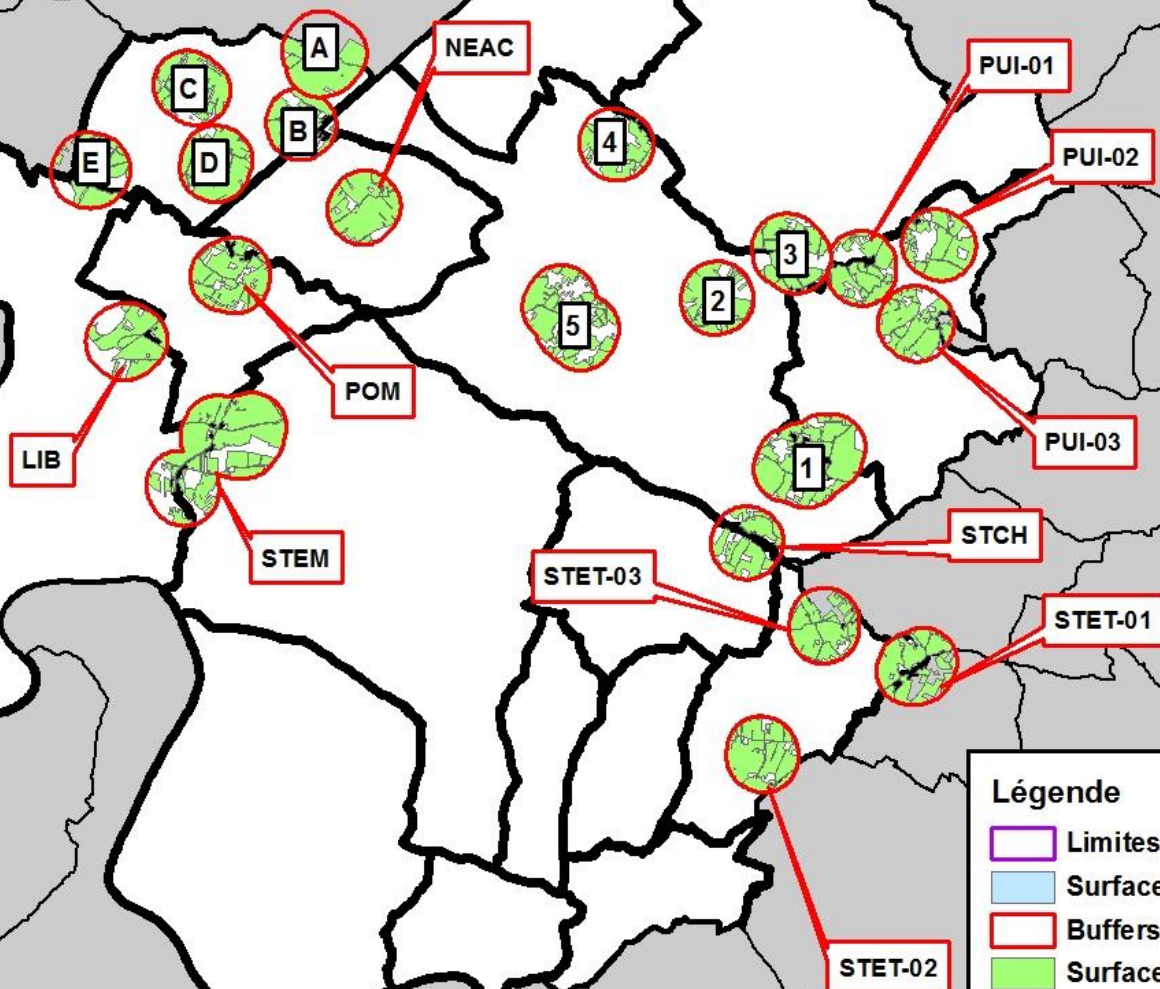 A
NEAC
PUI-01
C
B
4
PUI-02
E
D
3
2
5
POM
LIB
PUI-03
1
STEM
STCH
STET-03
STET-01
STET-02
Légende
Limites
Surface
Buffers
Surface